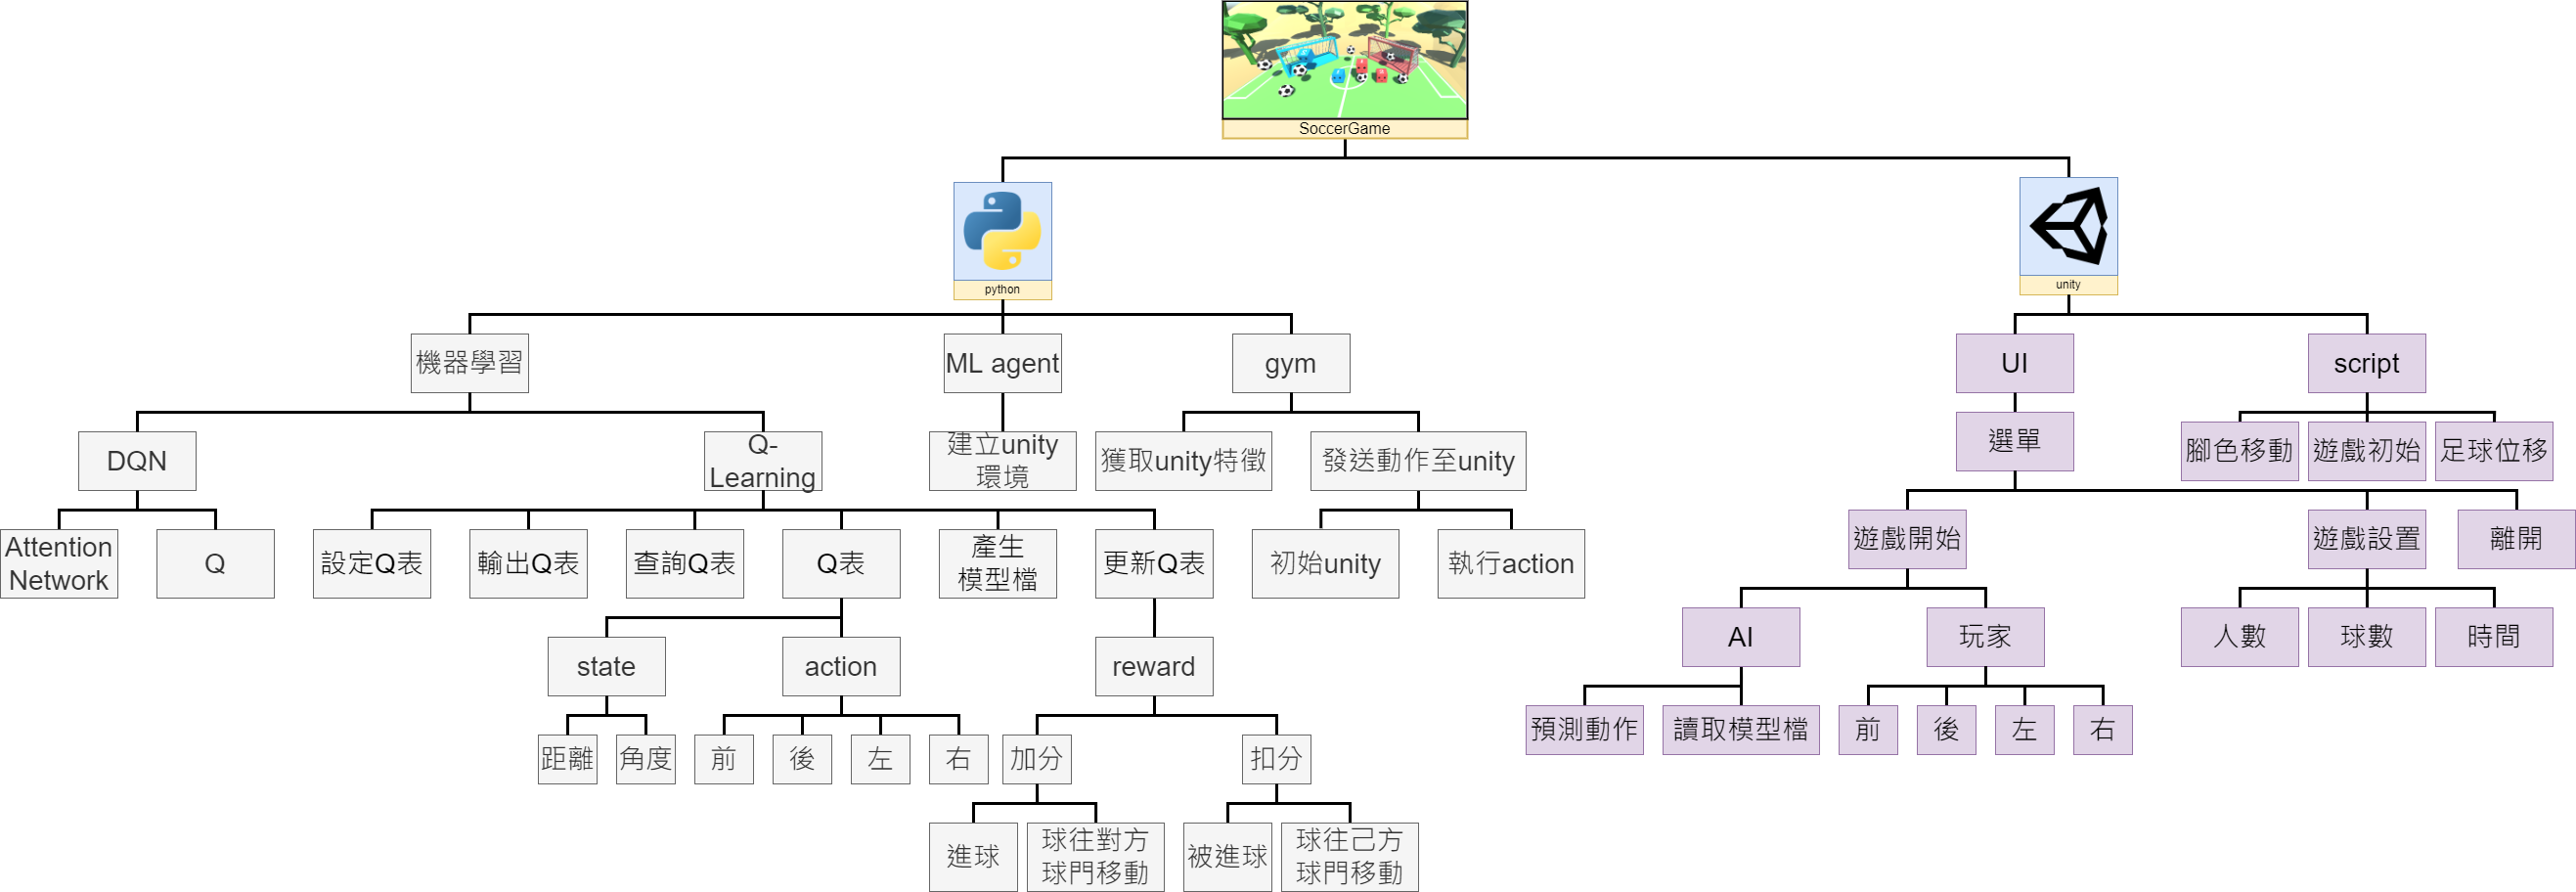 SoccerGame
python
unity
機器學習
ML agent
gym
UI
script
DQN
Q-
Learning
建立unity
環境
獲取unity特徵
發送動作至unity
選單
腳色移動
遊戲初始
足球位移
Attention
Network
Q
設定Q表
輸出Q表
查詢Q表
Q表
產生
模型檔
更新Q表
初始unity
執行action
遊戲開始
遊戲設置
離開
state
action
reward
AI
玩家
人數
球數
時間
距離
角度
前
後
左
右
加分
扣分
預測動作
讀取模型檔
前
後
左
右
進球
球往對方
球門移動
被進球
球往己方
球門移動